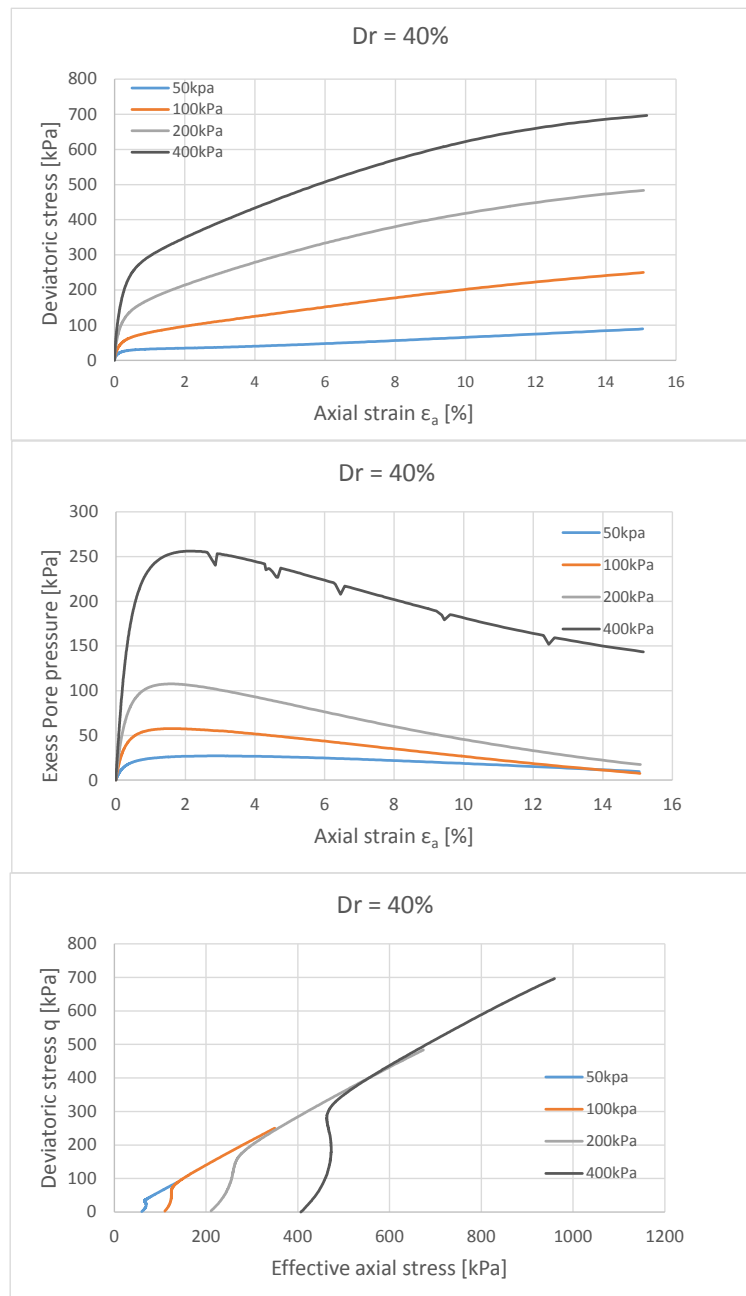 Dr = 40%
Deviatoric stress [kPa]
800
700
600
500
400
300
200
100
0
50kpa
100kPa
200kPa
400kPa
0 2 4 6 8 10 12 14 16
Axial strain εa [%]
Dr = 40%
Exess Pore pressure [kPa]
300
250
200
150
100
50
0
50kpa
100kPa
200kPa
400kPa
0 2 4 6 8 10 12 14 16
Axial strain εa [%]
Dr = 40%
Deviatoric stress q [kPa]
800
700
600
500
400
300
200
100
0
50kpa
100kpa
200kPa
400kPa
0 200 400 600 800 1000 1200
Effective axial stress [kPa]